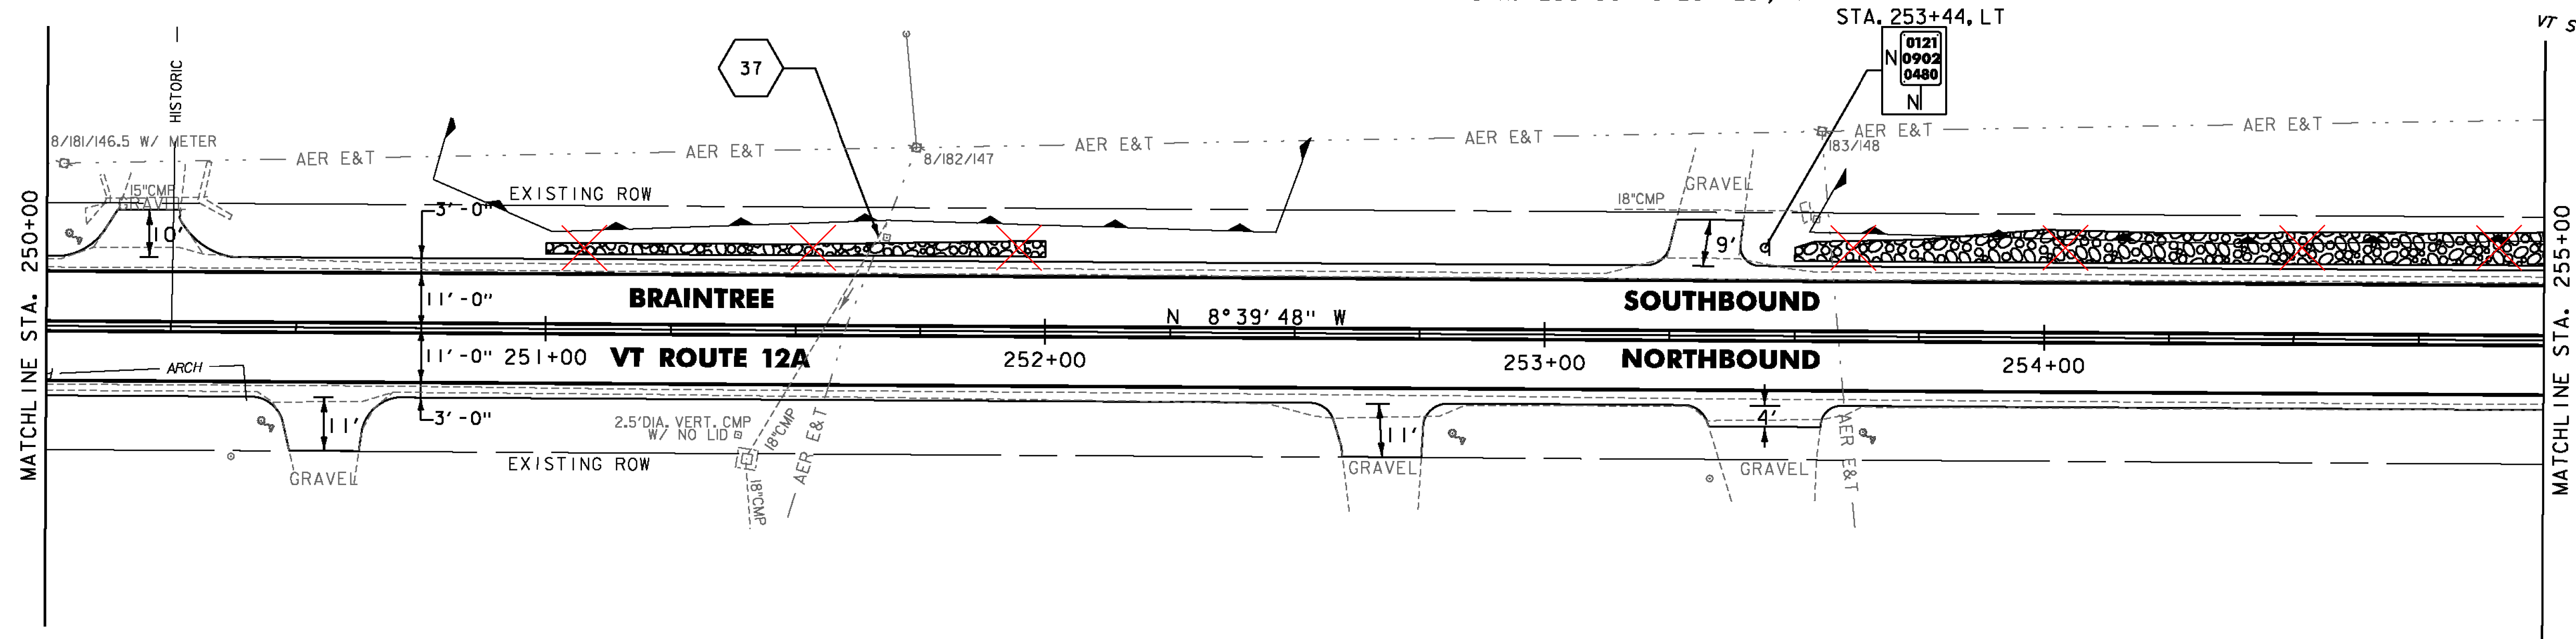 STA. 253+44, LT
VT S
0121
N 0902
0480
N
37
HISTORIC
8/181/146.5 W/ METER
AER E&T
AER E&T
8/182/147
AER E&T
AER E&T
AER E&T
183/148
AER E&T
15"CMP
GRAVEL
10'
EXISTING ROW
3'-0"
18"CMP
GRAVEL
9'
MATCHLINE STA. 250+00
MATCHLINE STA. 255+00
11'-0"
BRAINTREE
SOUTHBOUND
N 8°39'48" W
11'-0"
251+00
VT ROUTE 12A
252+00
253+00
NORTHBOUND
254+00
ARCH
11'
3'-0"
2.5'DIA. VERT. CMP
W/ NO LID
18"CMP
AER E&T
11'
4'
AER E&T
EXISTING ROW
GRAVEL
GRAVEL
GRAVEL
18"CMP